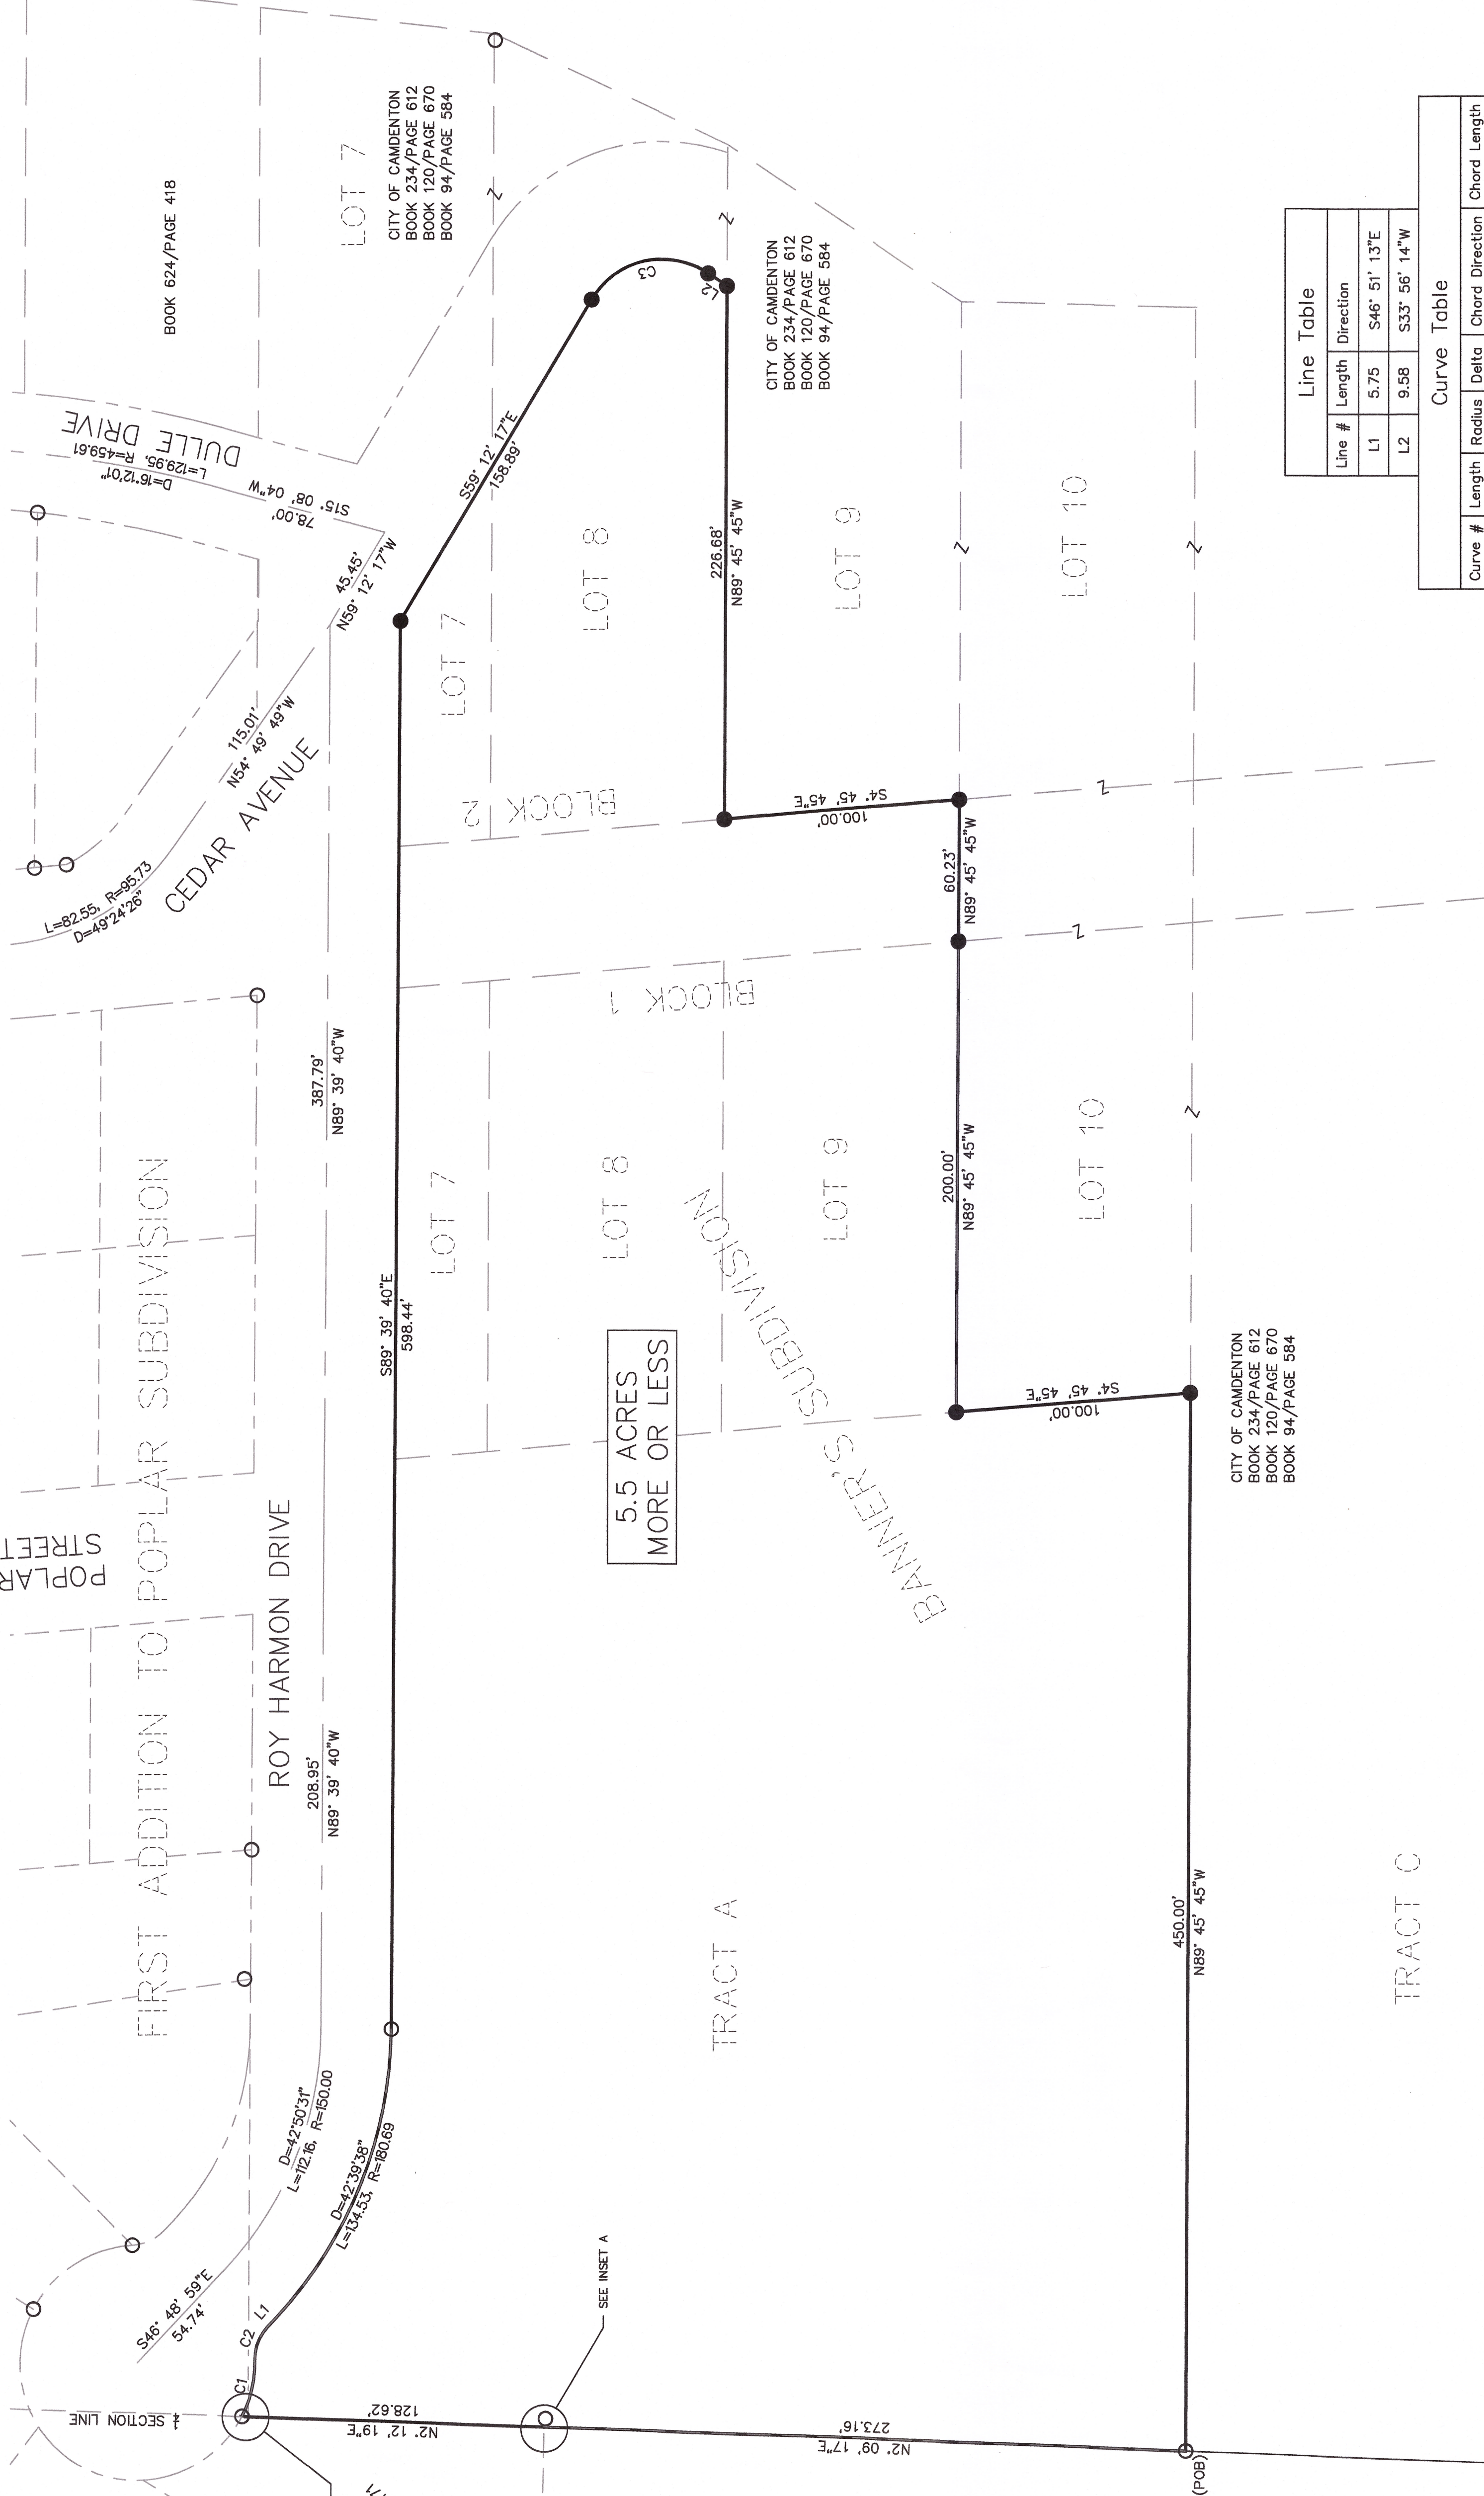 BOOK 624/PAGE 418
LOT 7
CITY OF CAMDENTON
BOOK 234/PAGE 612
BOOK 120/PAGE 670
BOOK 94/PAGE 584
DULLE DRIVE
L=129.95, R=459.61
D=16°12'01"
S15° 08' 04"W
78.00'
45.45'
N59° 12' 17"W
115.01'
N54° 49' 49"W
CEDAR AVENUE
L=82.55, R=95.73
D=49°24'26"
387.79'
N89° 39' 40"W
FIRST ADDITION TO POPLAR SUBDIVISION
POPLAR
STREET
ROY HARMON DRIVE
208.95'
N89° 39' 40"W
D=42°50'31"
L=112.16, R=150.00
D=42°39'38"
L=134.53, R=180.69
S46° 48' 59"E
54.74'
C1
C2
L1
¼ SECTION LINE
N2° 12' 19"E
128.62'
SEE INSET A
N2° 09' 17"E
273.16'
(POB)
S89° 39' 40"E
598.44'
S59° 12' 17"E
158.89'
C3
L2
LOT 7
LOT 8
BLOCK 2
226.68'
N89° 45' 45"W
CITY OF CAMDENTON
BOOK 234/PAGE 612
BOOK 120/PAGE 670
BOOK 94/PAGE 584
LOT 9
LOT 10
S4° 45' 45"E
100.00'
60.23'
N89° 45' 45"W
BLOCK 1
LOT 7
LOT 8
LOT 9
LOT 10
200.00'
N89° 45' 45"W
BANNER'S SUBDIVISION
5.5 ACRES
MORE OR LESS
S4° 45' 45"E
100.00'
CITY OF CAMDENTON
BOOK 234/PAGE 612
BOOK 120/PAGE 670
BOOK 94/PAGE 584
TRACT A
450.00'
N89° 45' 45"W
TRACT C
Line Table
Line # Length Direction
L1 5.75 S46° 51' 13"E
L2 9.58 S33° 56' 14"W
Curve Table
Curve # Length Radius Delta Chord Direction Chord Length